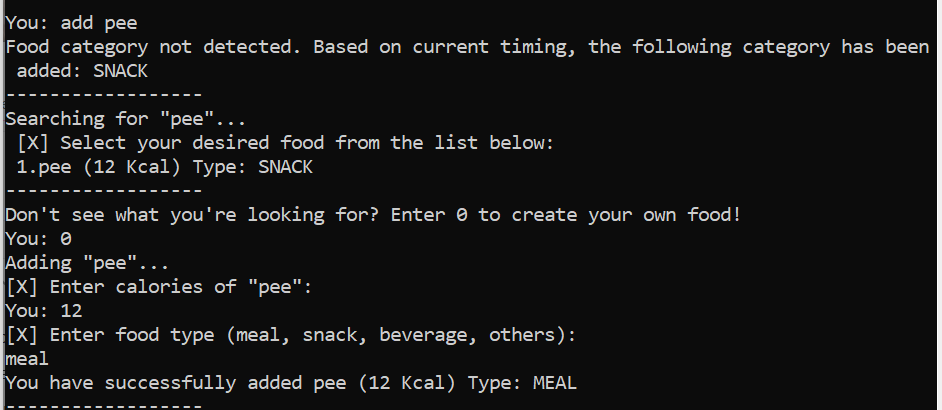 You: add pee
Food category not detected. Based on current timing, the following category has been
 added: SNACK
------------------
Searching for "pee"...
 [X] Select your desired food from the list below:
 1.pee (12 Kcal) Type: SNACK
------------------
Don't see what you're looking for? Enter 0 to create your own food!
You: 0
Adding "pee"...
[X] Enter calories of "pee":
You: 12
[X] Enter food type (meal, snack, beverage, others):
meal
You have successfully added pee (12 Kcal) Type: MEAL
------------------